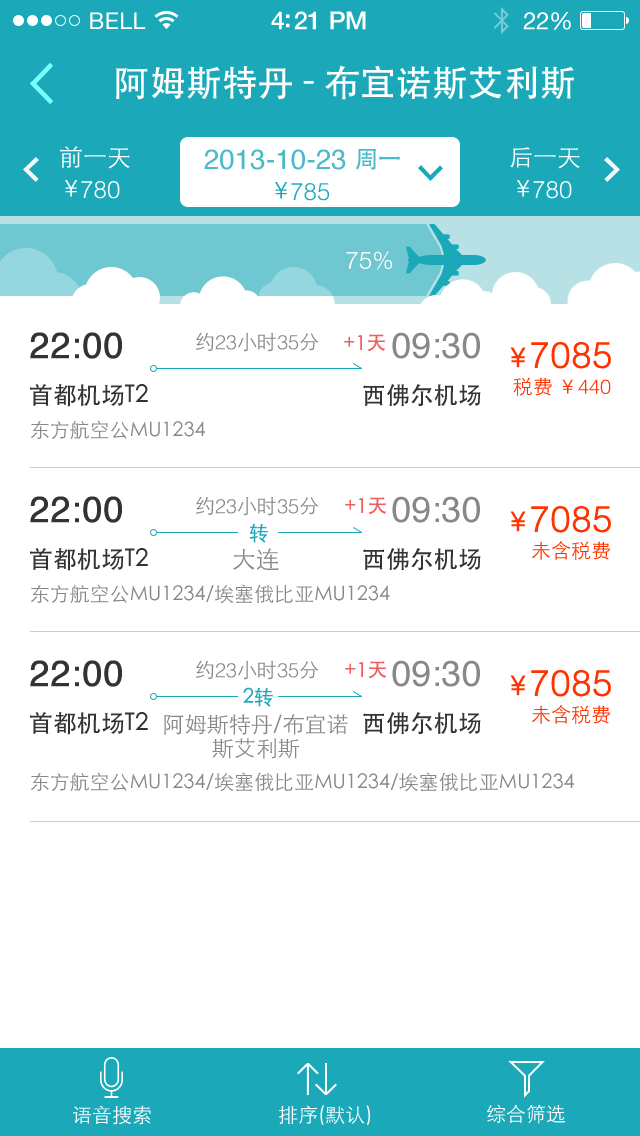 BELL 4:21 PM 22%
阿姆斯特丹 - 布宜诺斯艾利斯
前一天 2013-10-23 周一 后一天
¥780 ¥785 ¥780
75%
22:00 约23小时35分 +1天 09:30 ¥7085
首都机场T2 西佛尔机场 税费 ¥440
东方航空公MU1234
22:00 约23小时35分 +1天 09:30 ¥7085
转
首都机场T2 大连 西佛尔机场 未含税费
东方航空公MU1234/埃塞俄比亚MU1234
22:00 约23小时35分 +1天 09:30 ¥7085
2转
首都机场T2 阿姆斯特丹/布宜诺 西佛尔机场 未含税费
斯艾利斯
东方航空公MU1234/埃塞俄比亚MU1234/埃塞俄比亚MU1234
语音搜索 排序(默认) 综合筛选